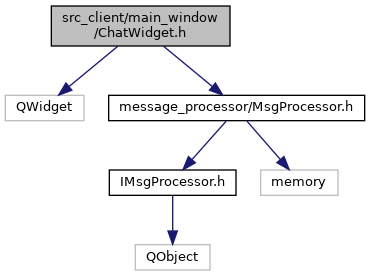 src_client/main_window
/ChatWidget.h
QWidget
message_processor/MsgProcessor.h
IMsgProcessor.h
memory
QObject